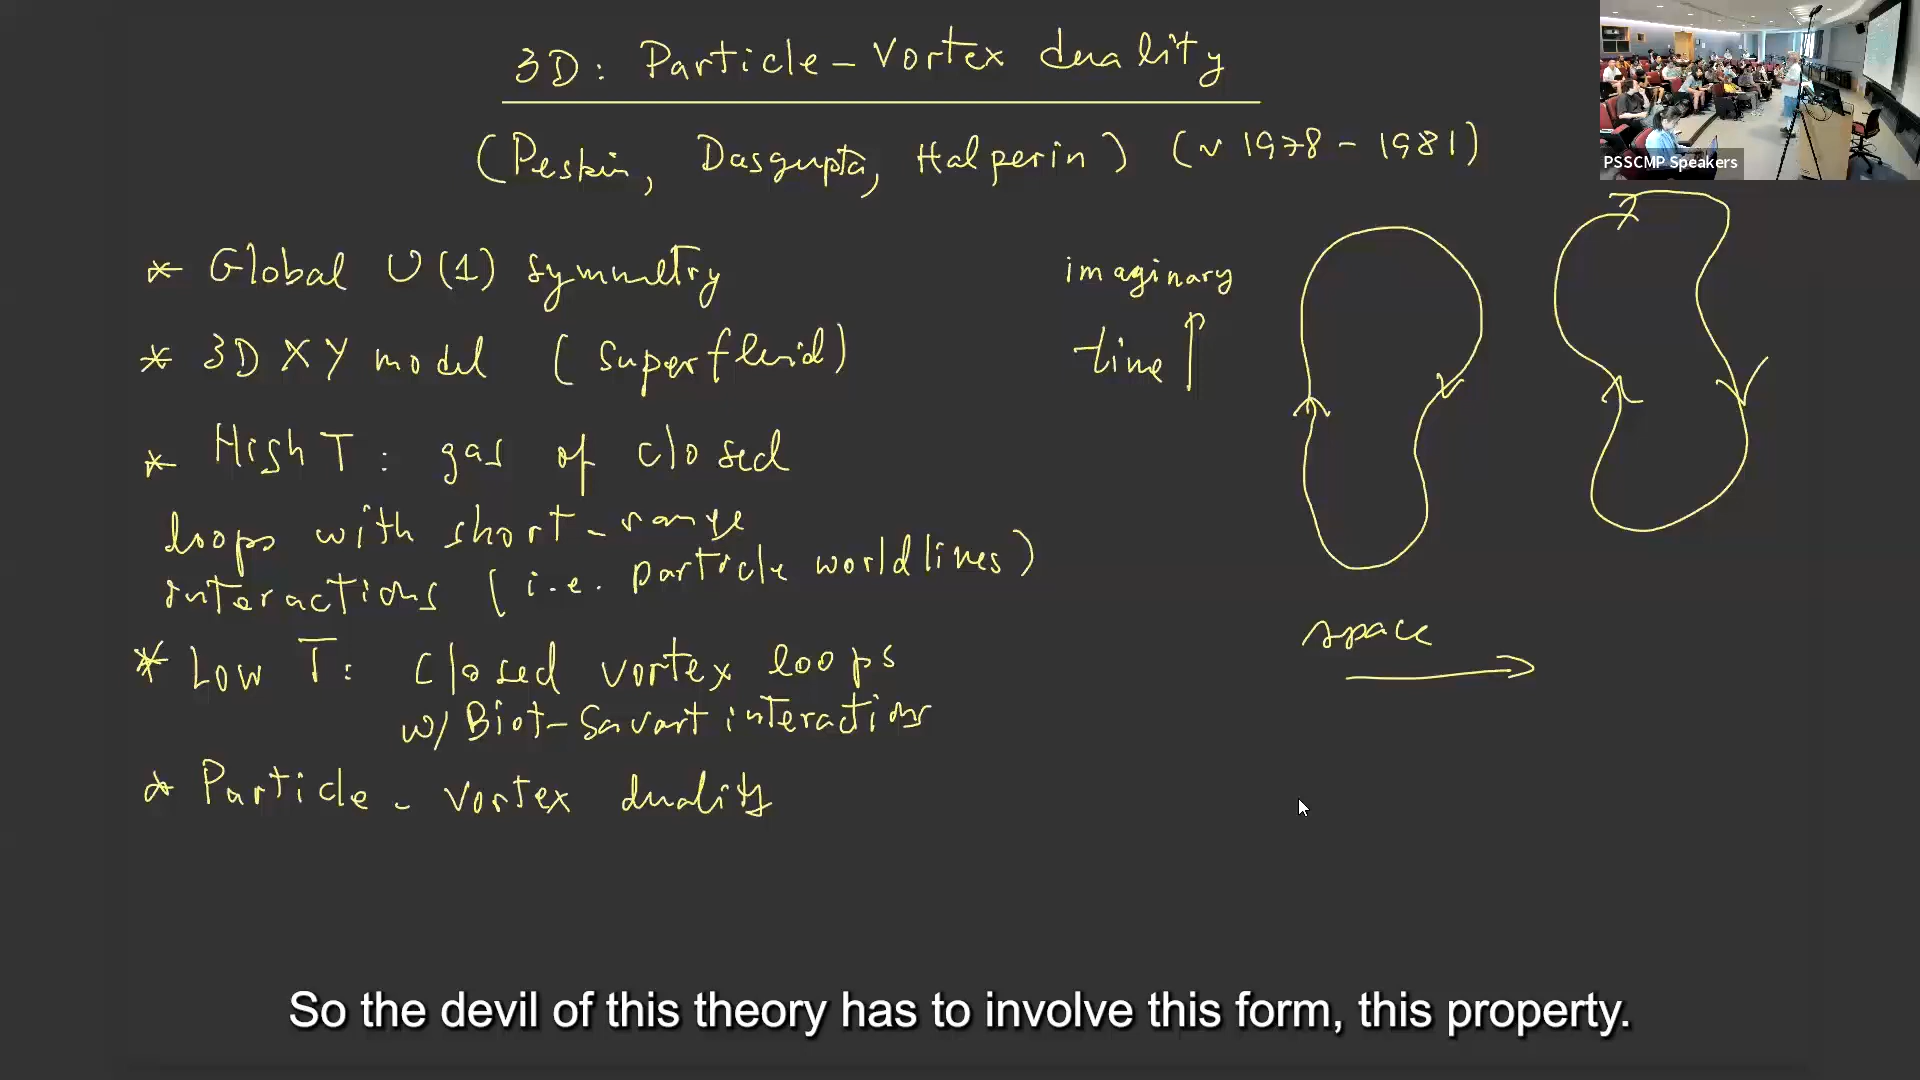 3D: Particle - Vortex duality
(Peskin, Dasgupta, Halperin) (~ 1978 - 1981)
PSSCMP Speakers
* Global U(1) symmetry
* 3D XY model (superfluid)
* High T: gas of closed
loops with short-range
interactions (i.e. particle worldlines)
* Low T: closed vortex loops
w/ Biot-Savart interactions
* Particle - vortex duality
imaginary
time
space
So the devil of this theory has to involve this form, this property.